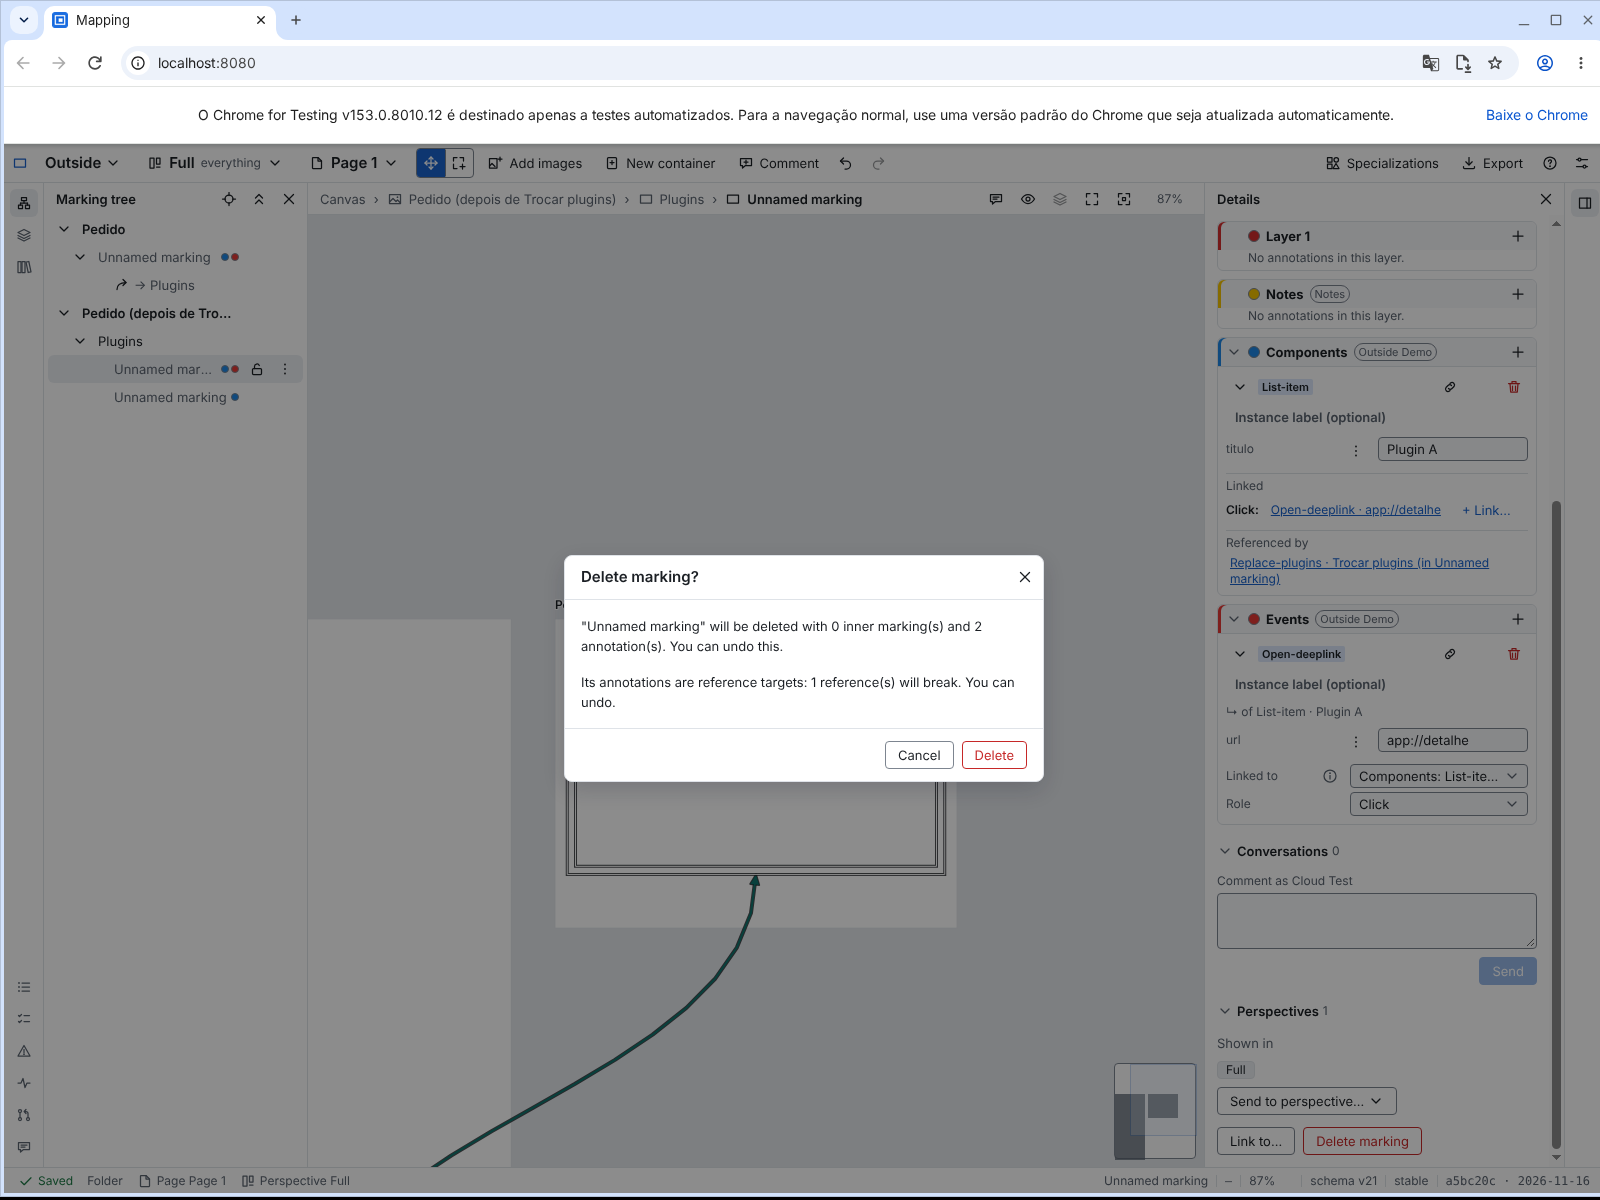 Mapping
localhost:8080
O Chrome for Testing v153.0.8010.12 é destinado apenas a testes automatizados. Para a navegação normal, use uma versão padrão do Chrome que seja atualizada automaticamente.
Baixe o Chrome
Outside
Full everything
Page 1
Add images
New container
Comment
Specializations
Export
Marking tree
Pedido
Unnamed marking
→ Plugins
Pedido (depois de Tro...
Plugins
Unnamed mar...
Unnamed marking
Canvas
Pedido (depois de Trocar plugins)
Plugins
Unnamed marking
87%
Delete marking?
"Unnamed marking" will be deleted with 0 inner marking(s) and 2
annotation(s). You can undo this.
Its annotations are reference targets: 1 reference(s) will break. You can
undo.
Cancel
Delete
Details
Layer 1
No annotations in this layer.
Notes Notes
No annotations in this layer.
Components Outside Demo
List-item
Instance label (optional)
titulo
Plugin A
Linked
Click: Open-deeplink · app://detalhe + Link...
Referenced by
Replace-plugins · Trocar plugins (in Unnamed
marking)
Events Outside Demo
Open-deeplink
Instance label (optional)
↳ of List-item · Plugin A
url
app://detalhe
Linked to
Components: List-ite...
Role
Click
Conversations 0
Comment as Cloud Test
Send
Perspectives 1
Shown in
Full
Send to perspective...
Link to...
Delete marking
Saved
Folder
Page Page 1
Perspective Full
Unnamed marking
–
87%
schema v21
stable
a5bc20c · 2026-11-16